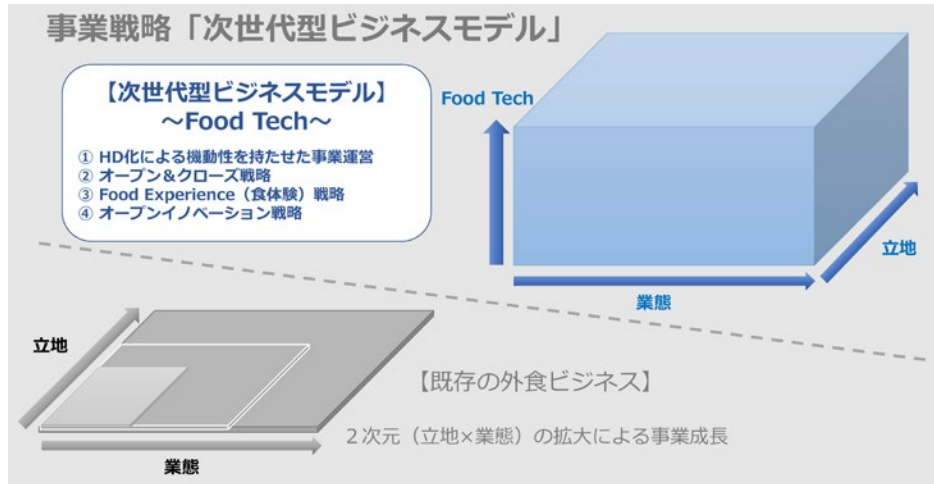 事業戦略「次世代型ビジネスモデル」
【次世代型ビジネスモデル】
～Food Tech～
① HD化による機動性を持たせた事業運営
② オープン＆クローズ戦略
③ Food Experience（食体験）戦略
④ オープンイノベーション戦略
Food Tech
立地
業態
立地
業態
【既存の外食ビジネス】
２次元（立地×業態）の拡大による事業成長